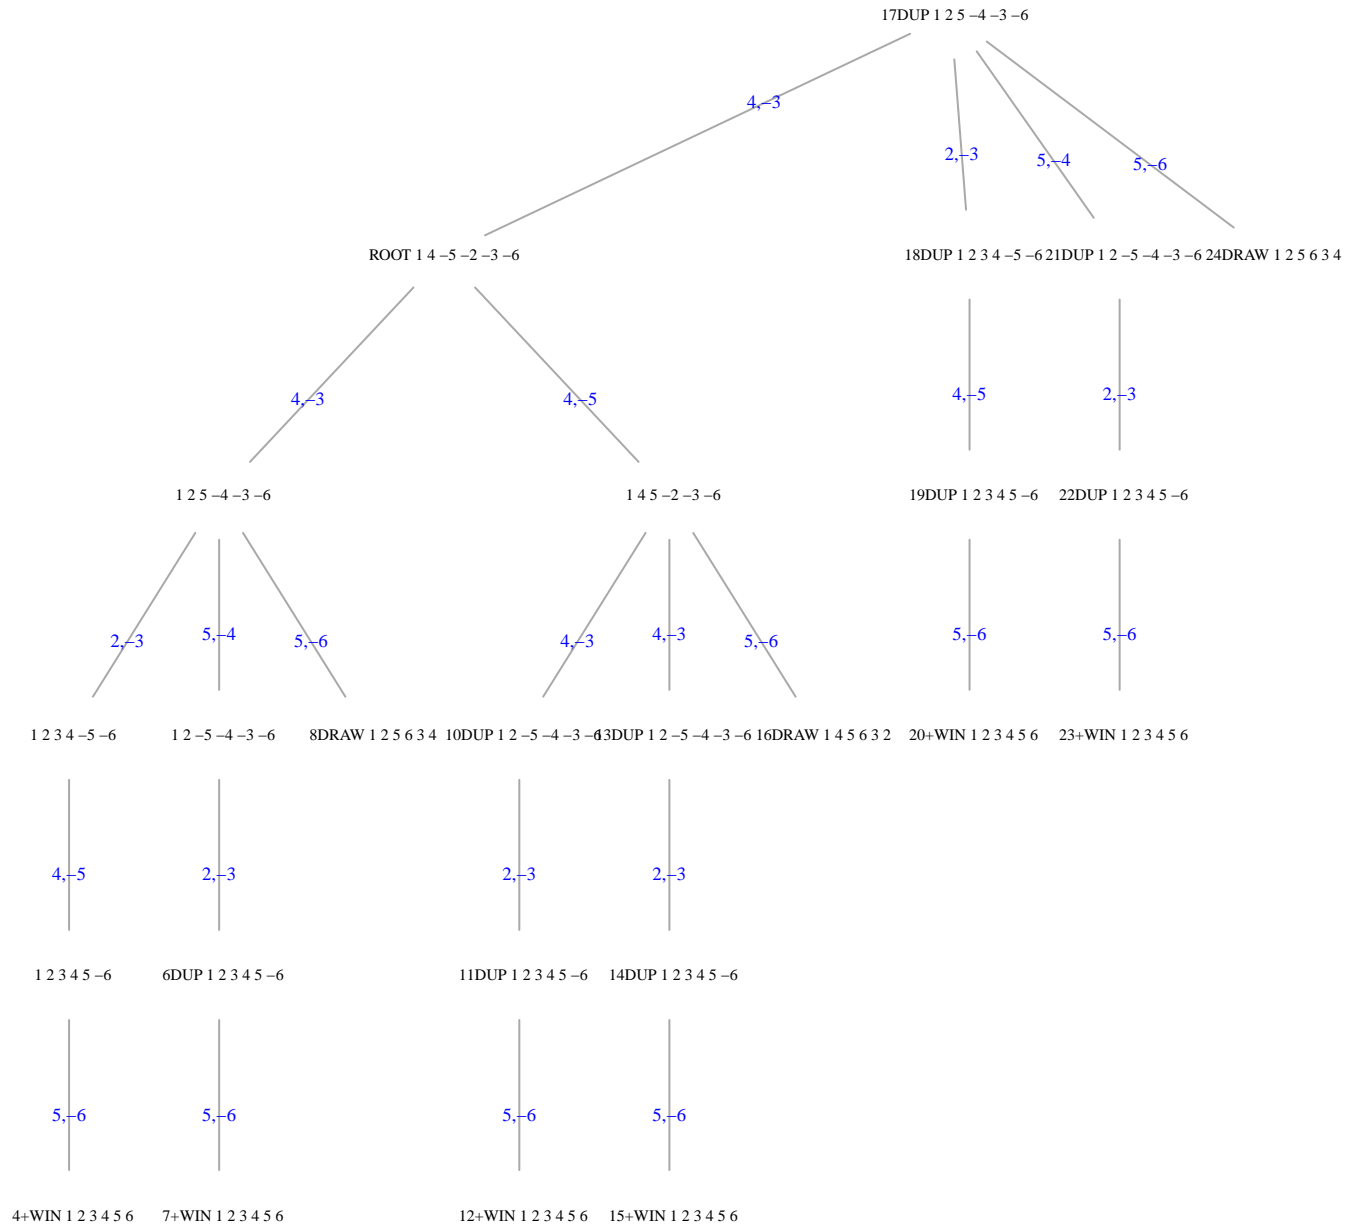 17DUP 1 2 5 −4 −3 −6
4,−3
2,−3
5,−4
5,−6
ROOT 1 4 −5 −2 −3 −6
18DUP 1 2 3 4 −5 −6
21DUP 1 2 −5 −4 −3 −6
24DRAW 1 2 5 6 3 4
4,−3
4,−5
4,−5
2,−3
1 2 5 −4 −3 −6
1 4 5 −2 −3 −6
19DUP 1 2 3 4 5 −6
22DUP 1 2 3 4 5 −6
2,−3
5,−4
5,−6
4,−3
4,−3
5,−6
5,−6
5,−6
1 2 3 4 −5 −6
1 2 −5 −4 −3 −6
8DRAW 1 2 5 6 3 4
10DUP 1 2 −5 −4 −3 −6
13DUP 1 2 −5 −4 −3 −6
16DRAW 1 4 5 6 3 2
20+WIN 1 2 3 4 5 6
23+WIN 1 2 3 4 5 6
4,−5
2,−3
2,−3
2,−3
1 2 3 4 5 −6
6DUP 1 2 3 4 5 −6
11DUP 1 2 3 4 5 −6
14DUP 1 2 3 4 5 −6
5,−6
5,−6
5,−6
5,−6
4+WIN 1 2 3 4 5 6
7+WIN 1 2 3 4 5 6
12+WIN 1 2 3 4 5 6
15+WIN 1 2 3 4 5 6